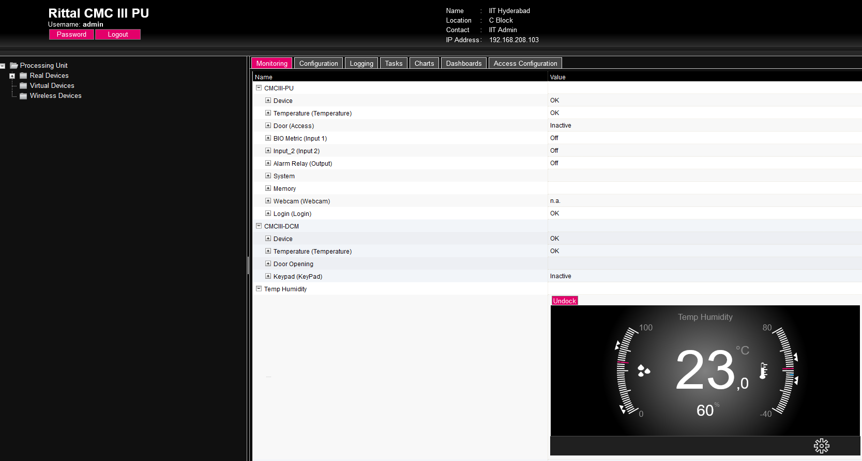 Rittal CMC III PU
Username: admin
Password Logout
Name : IIT Hyderabad
Location : C Block
Contact : IIT Admin
IP Address : 192.168.208.103
Processing Unit
Real Devices
Virtual Devices
Wireless Devices
Monitoring Configuration Logging Tasks Charts Dashboards Access Configuration
Name Value
CMCIII-PU
Device OK
Temperature (Temperature) OK
Door (Access) Inactive
BIO Metric (Input 1) Off
Input_2 (Input 2) Off
Alarm Relay (Output) Off
System
Memory
Webcam (Webcam) n.a.
Login (Login) OK
CMCIII-DCM
Device OK
Temperature (Temperature) OK
Door Opening
Keypad (KeyPad) Inactive
Temp Humidity
Undock
Temp Humidity
100 80
23,0 °C
60 %
0 -40